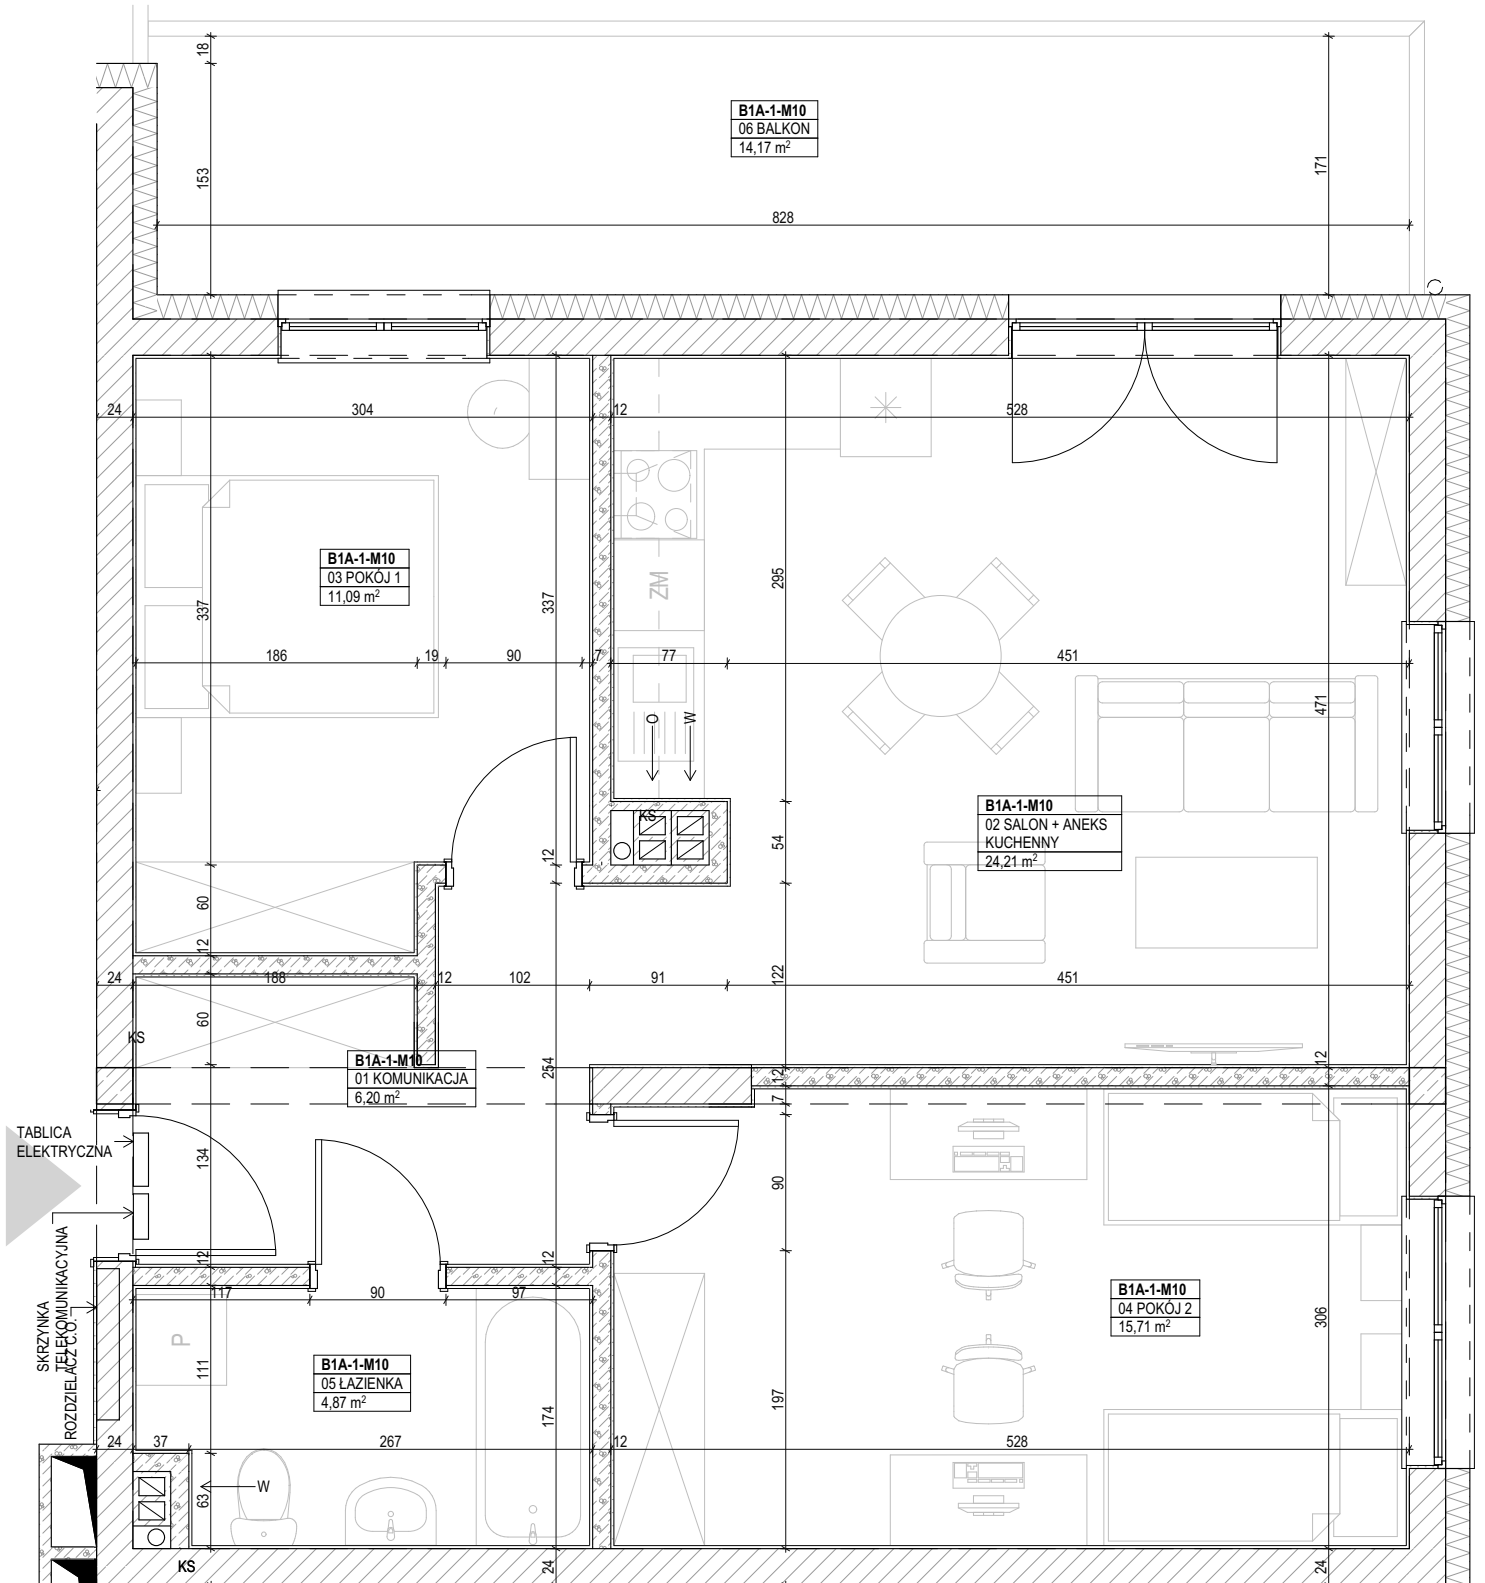 18
B1A-1-M10
06 BALKON
14,17 m²
153
171
828
24
304
12
528
ZM
295
B1A-1-M10
03 POKÓJ 1
11,09 m²
337
337
186
19
90
7
77
451
O
W
471
KS
B1A-1-M10
02 SALON + ANEKS
KUCHENNY
24,21 m²
54
12
60
12
24
188
12
102
91
122
451
60
KS
B1A-1-M10
01 KOMUNIKACJA
6,20 m²
254
12
12
7
TABLICA
ELEKTRYCZNA
134
90
SKRZYNKA
TELEKOMUNIKACYJNA
ROZDZIELACZ C.O.
12
12
117
90
97
P
B1A-1-M10
04 POKÓJ 2
15,71 m²
306
111
B1A-1-M10
05 ŁAZIENKA
4,87 m²
174
197
24
37
267
12
528
63
W
KS
24
24